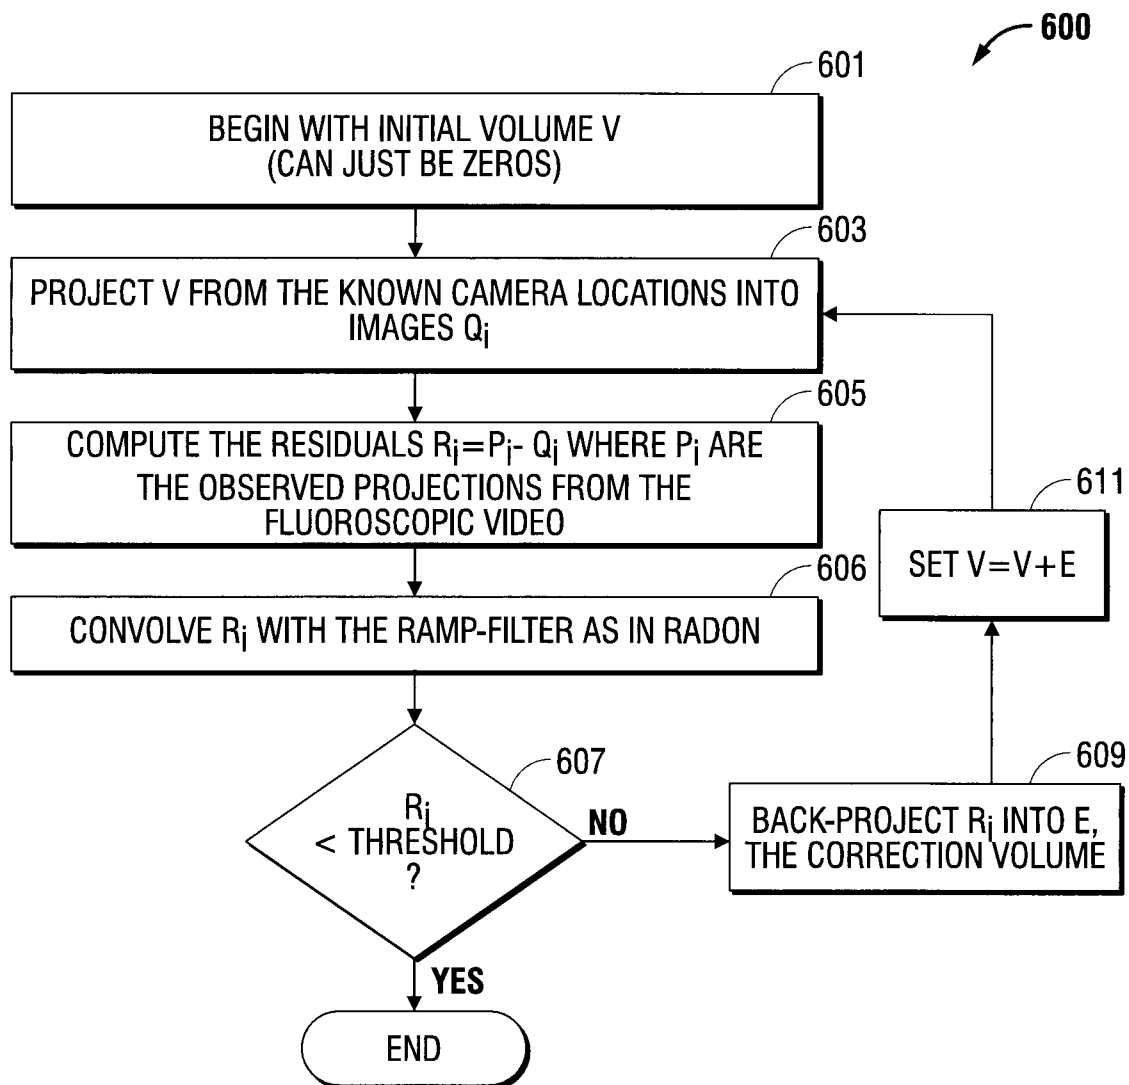 600
601
BEGIN WITH INITIAL VOLUME V
(CAN JUST BE ZEROS)
603
PROJECT V FROM THE KNOWN CAMERA LOCATIONS INTO
IMAGES Qi
605
COMPUTE THE RESIDUALS Ri=Pi- Qi WHERE Pi ARE
THE OBSERVED PROJECTIONS FROM THE
FLUOROSCOPIC VIDEO
611
SET V=V+E
606
CONVOLVE Ri WITH THE RAMP-FILTER AS IN RADON
607
Ri
< THRESHOLD
?
NO
609
BACK-PROJECT Ri INTO E,
THE CORRECTION VOLUME
YES
END